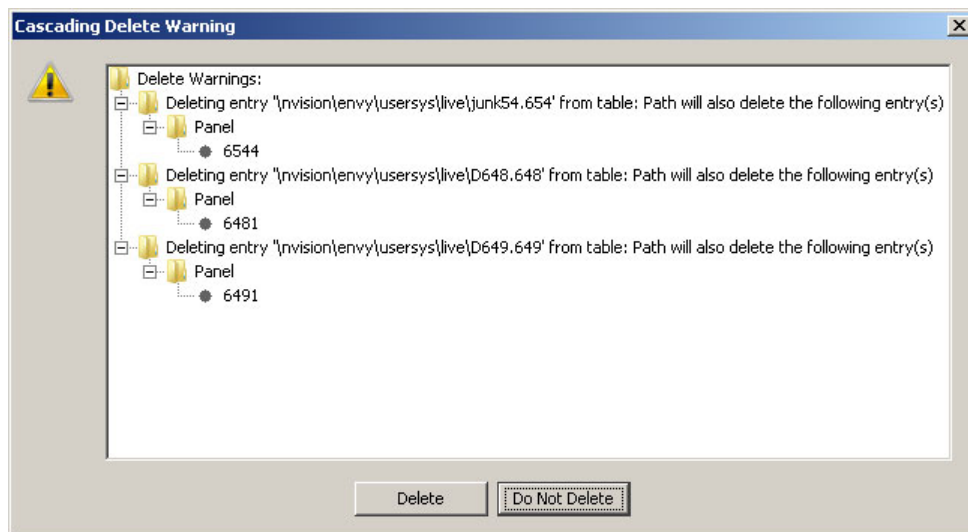 Cascading Delete Warning
Delete Warnings:
Deleting entry "\nvision\envy\usersys\live\junk54.654' from table: Path will also delete the following entry(s)
Panel
6544
Deleting entry "\nvision\envy\usersys\live\D648.648' from table: Path will also delete the following entry(s)
Panel
6481
Deleting entry "\nvision\envy\usersys\live\D649.649' from table: Path will also delete the following entry(s)
Panel
6491
Delete Do Not Delete